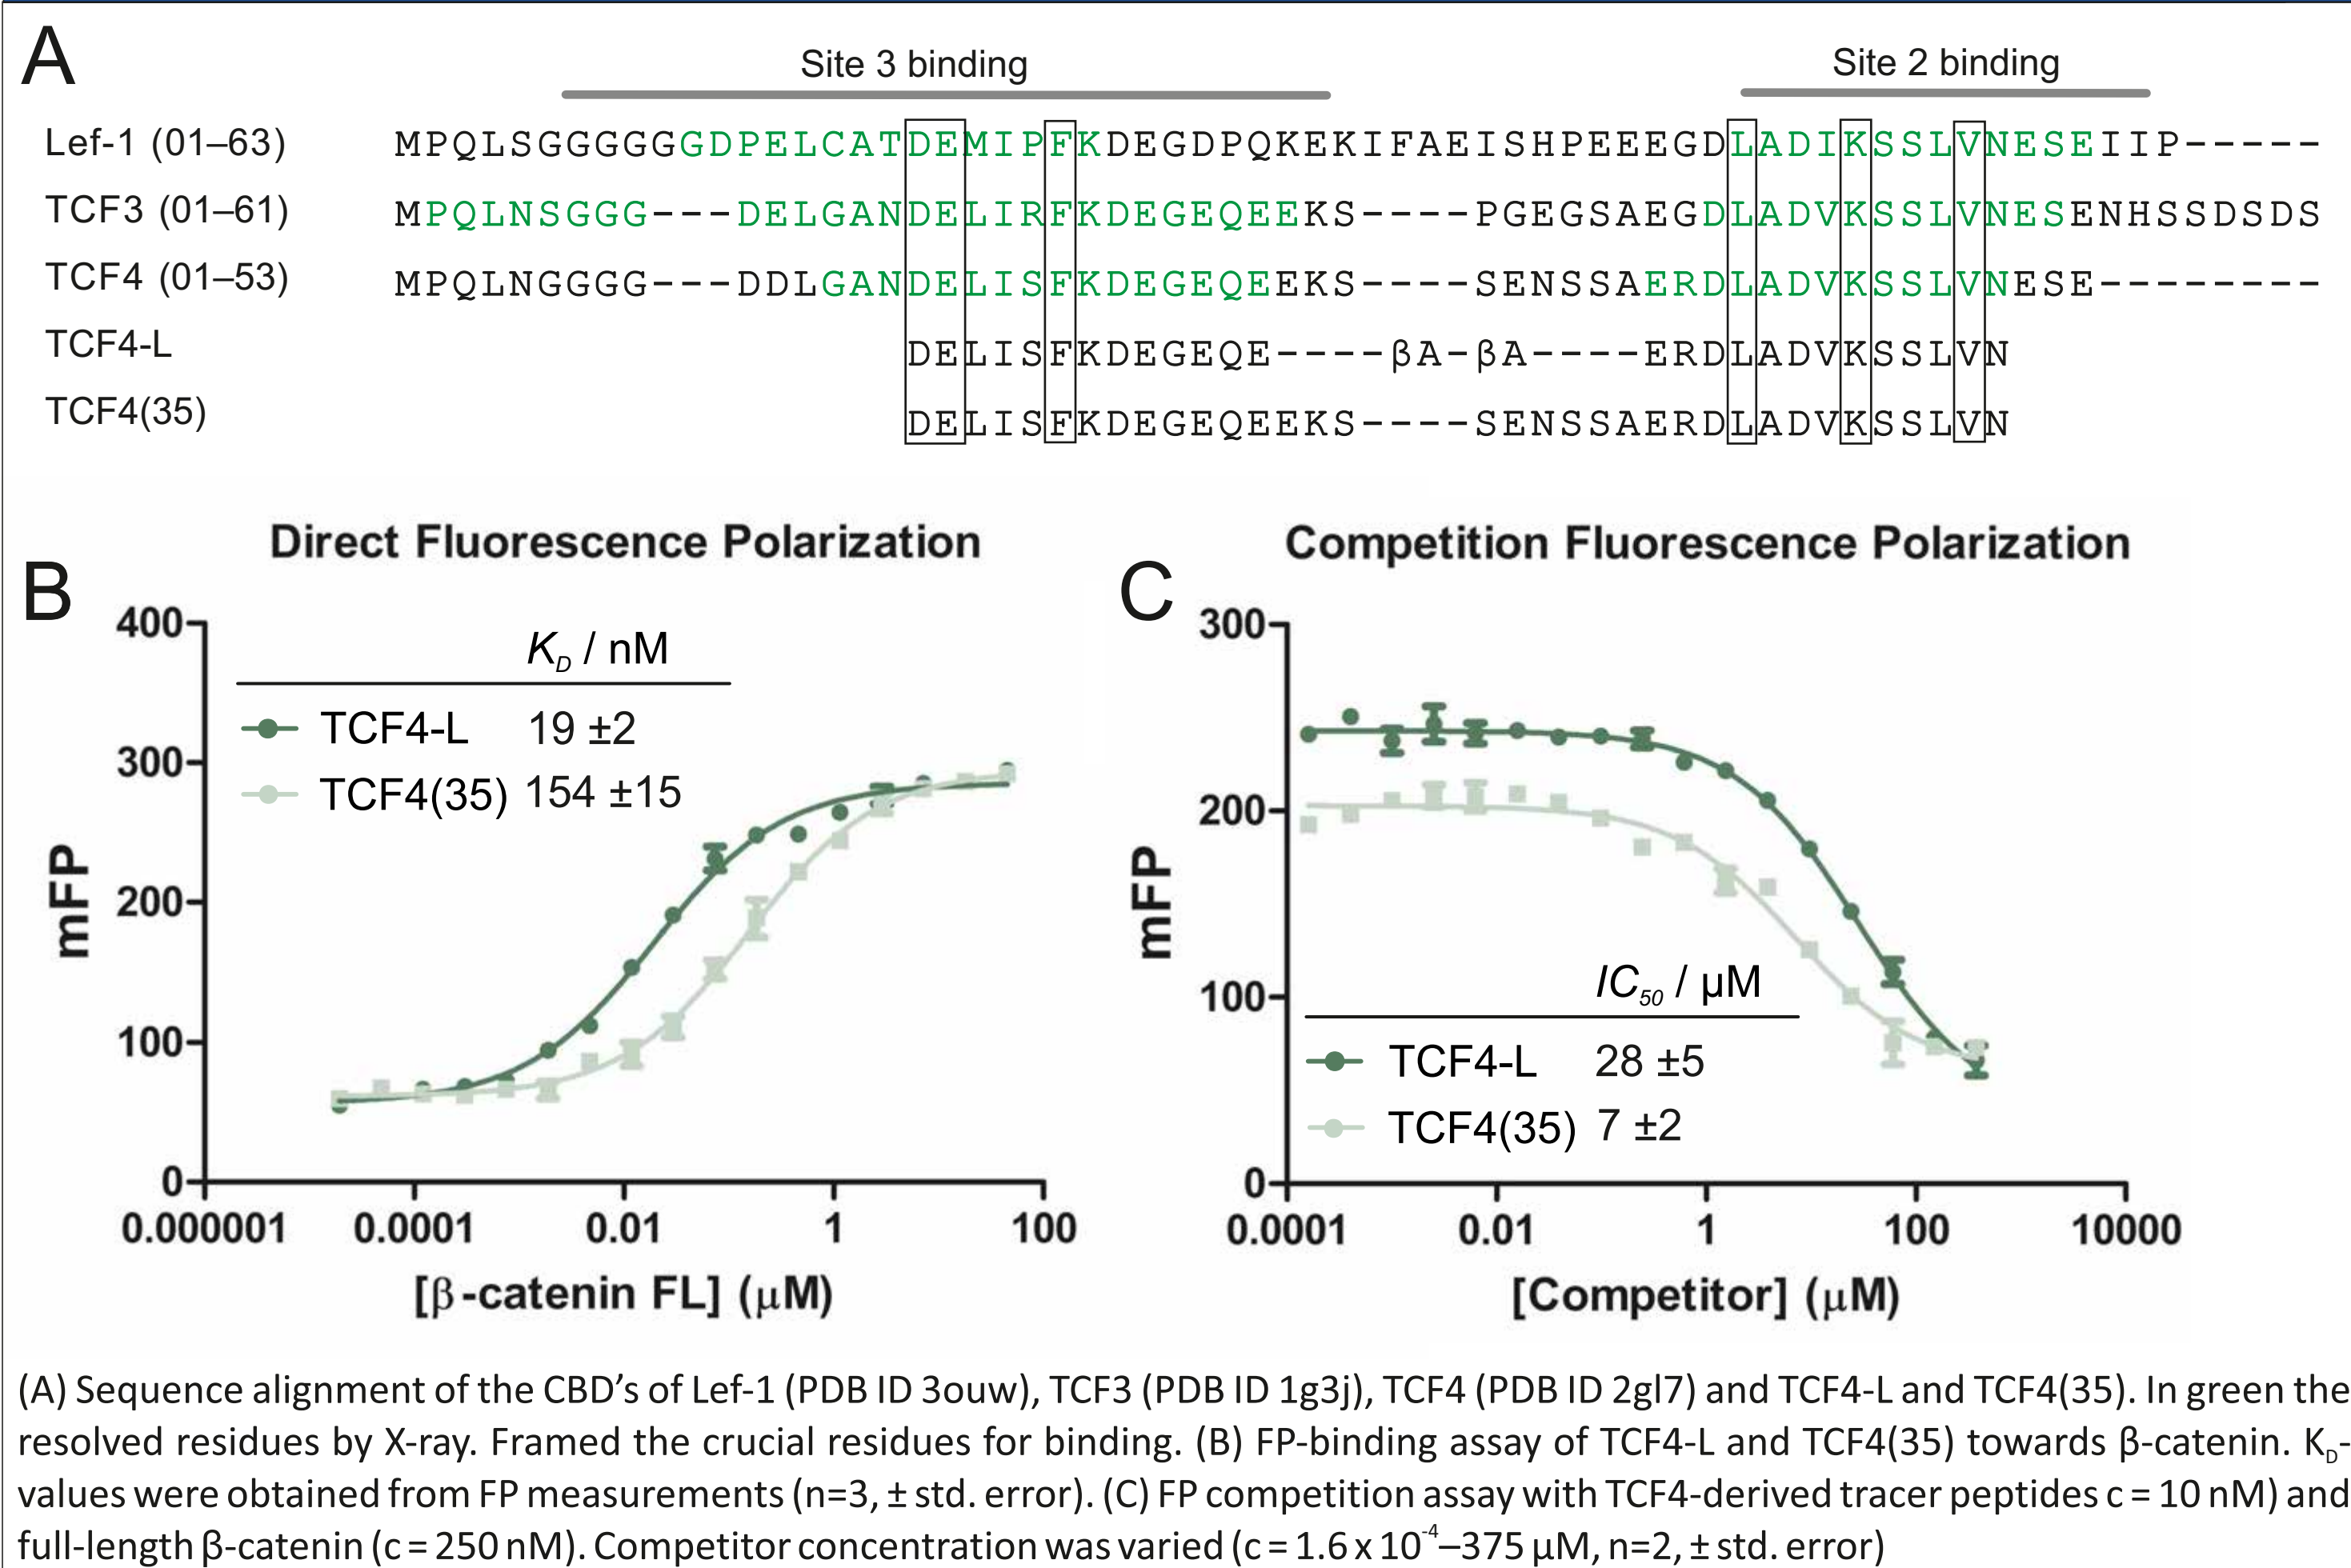 A
Site 3 binding
Site 2 binding
Lef-1 (01–63) MPQLSGGGGGGDPELCATDEMIPFKDEGDPQKEKIFAEISHPEEEGDLADIKSSLVNESEIIP-----
TCF3 (01–61) MPQLNSGGG---DELGANDELIRFKDEGEQEEKS----PGEGSAEGDLADVKSSLVNESENHSSDSDS
TCF4 (01–53) MPQLNGGGG---DDLGANDELISFKDEGEQEEKS----SENSSAERDLADVKSSLVNESE--------
TCF4-L DELISFKDEGEQE----βA-βA----ERDLADVKSSLVN
TCF4(35) DELISFKDEGEQEEKS----SENSSAERDLADVKSSLVN
B
Direct Fluorescence Polarization
400
300
200
100
0
mFP
K_D / nM
TCF4-L 19 ±2
TCF4(35) 154 ±15
0.000001 0.0001 0.01 1 100
[β-catenin FL] (µM)
C
Competition Fluorescence Polarization
300
200
100
0
mFP
IC₅₀ / µM
TCF4-L 28 ±5
TCF4(35) 7 ±2
0.0001 0.01 1 100 10000
[Competitor] (µM)
(A) Sequence alignment of the CBD’s of Lef-1 (PDB ID 3ouw), TCF3 (PDB ID 1g3j), TCF4 (PDB ID 2gl7) and TCF4-L and TCF4(35). In green the
resolved residues by X-ray. Framed the crucial residues for binding. (B) FP-binding assay of TCF4-L and TCF4(35) towards β-catenin. K_D-
values were obtained from FP measurements (n=3, ± std. error). (C) FP competition assay with TCF4-derived tracer peptides c = 10 nM) and
full-length β-catenin (c = 250 nM). Competitor concentration was varied (c = 1.6 x 10⁻⁴–375 µM, n=2, ± std. error)